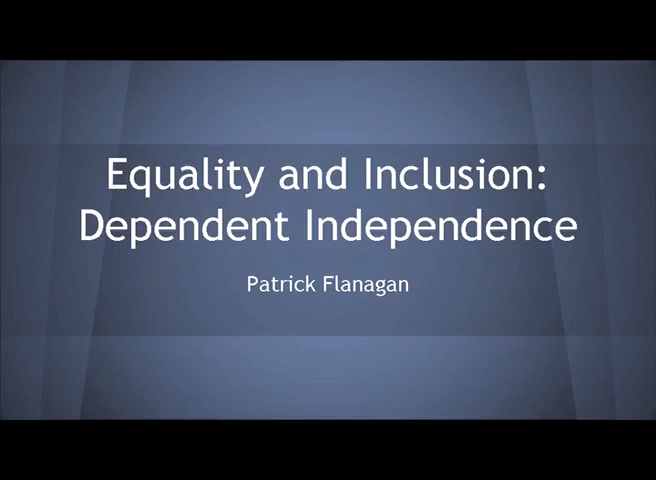 Equality and Inclusion:
Dependent Independence
Patrick Flanagan